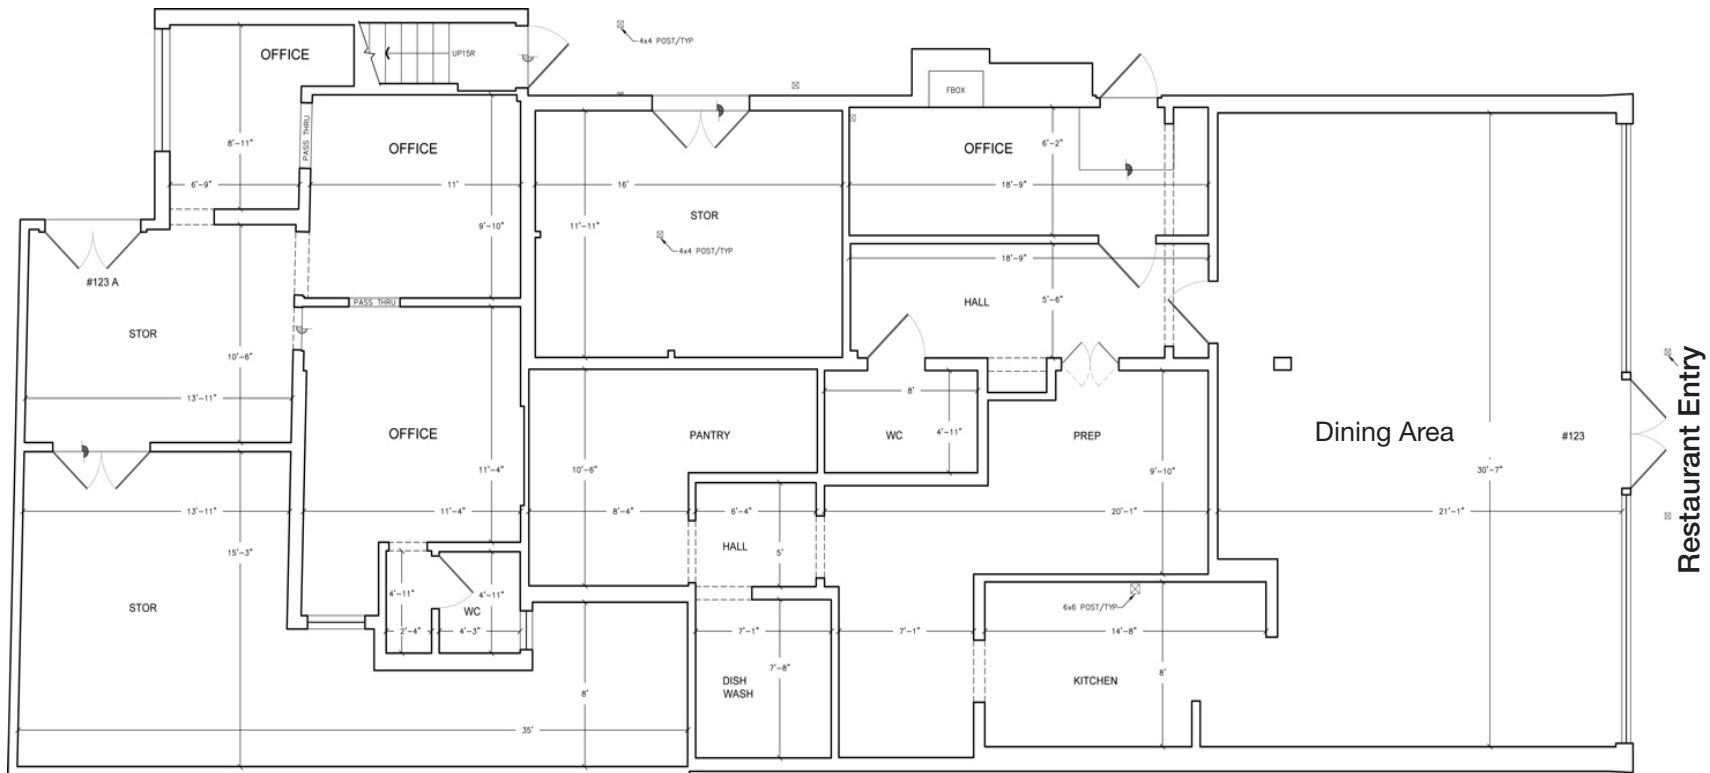 OFFICE
UP15R
4x4 POST/TYP
FBOX
8'-11"
PASS THRU
OFFICE
OFFICE
6'-2"
6'-9"
11'
16'
18'-9"
9'-10"
11'-11"
STOR
4x4 POST/TYP
18'-9"
#123 A
PASS THRU
HALL
5'-6"
STOR
10'-6"
13'-11"
8'
OFFICE
PANTRY
WC
4'-11"
PREP
Dining Area
#123
Restaurant Entry
11'-4"
10'-6"
9'-10"
30'-7"
13'-11"
11'-4"
8'-4"
6'-4"
20'-1"
21'-1"
15'-3"
HALL
5'
4'-11"
4'-11"
STOR
WC
6x6 POST/TYP
2'-4"
4'-3"
7'-1"
7'-1"
14'-8"
7'-8"
8'
DISH
WASH
KITCHEN
8'
35'